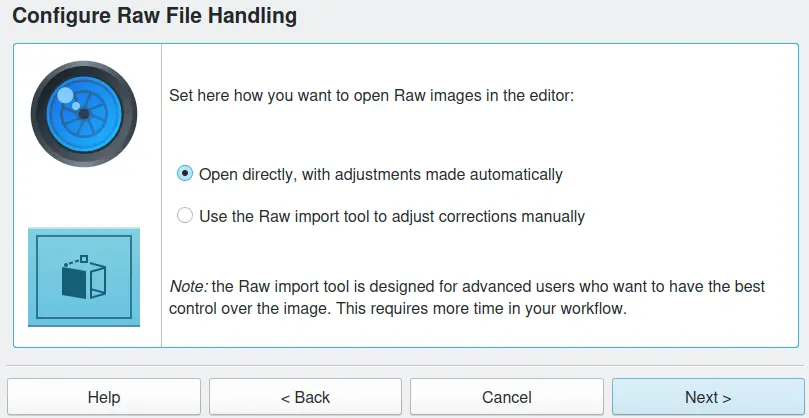 Configure Raw File Handling
Set here how you want to open Raw images in the editor:
Open directly, with adjustments made automatically
Use the Raw import tool to adjust corrections manually
Note: the Raw import tool is designed for advanced users who want to have the best
control over the image. This requires more time in your workflow.
Help
< Back
Cancel
Next >